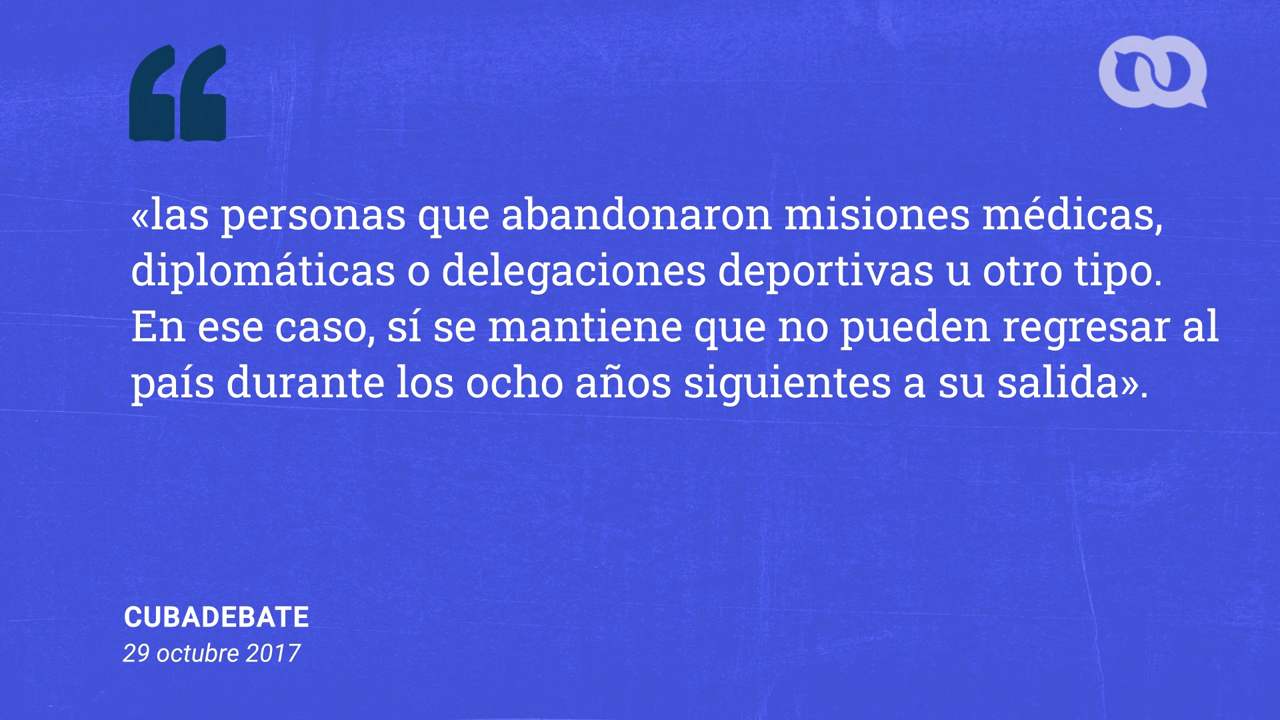 «las personas que abandonaron misiones médicas,
diplomáticas o delegaciones deportivas u otro tipo.
En ese caso, sí se mantiene que no pueden regresar al
país durante los ocho años siguientes a su salida».
CUBADEBATE
29 octubre 2017